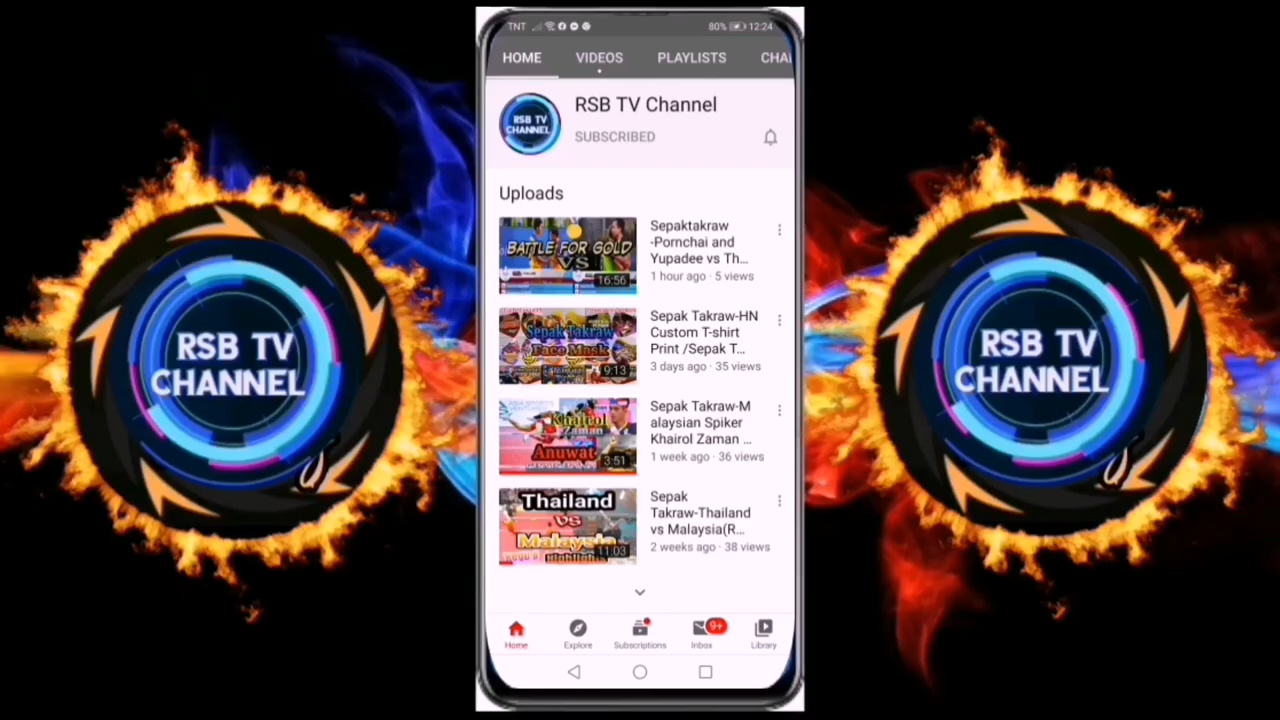 TNT
80% 12:24
HOME VIDEOS PLAYLISTS CHA
RSB TV
CHANNEL
RSB TV Channel
SUBSCRIBED
Uploads
BATTLE FOR GOLD
VS
16:56
Sepaktakraw
-Pornchai and
Yupadee vs Th...
1 hour ago · 5 views
Sepak Takraw
Face Mask
9:13
Sepak Takraw-HN
Custom T-shirt
Print /Sepak T...
3 days ago · 35 views
Khairol
Zaman
Anuwat
3:51
Sepak Takraw-M
alaysian Spiker
Khairol Zaman ...
1 week ago · 36 views
Thailand
vs
Malaysia
Highlights
11:03
Sepak
Takraw-Thailand
vs Malaysia(R...
2 weeks ago · 38 views
Home Explore Subscriptions Inbox 9+ Library
RSB TV
CHANNEL
RSB TV
CHANNEL